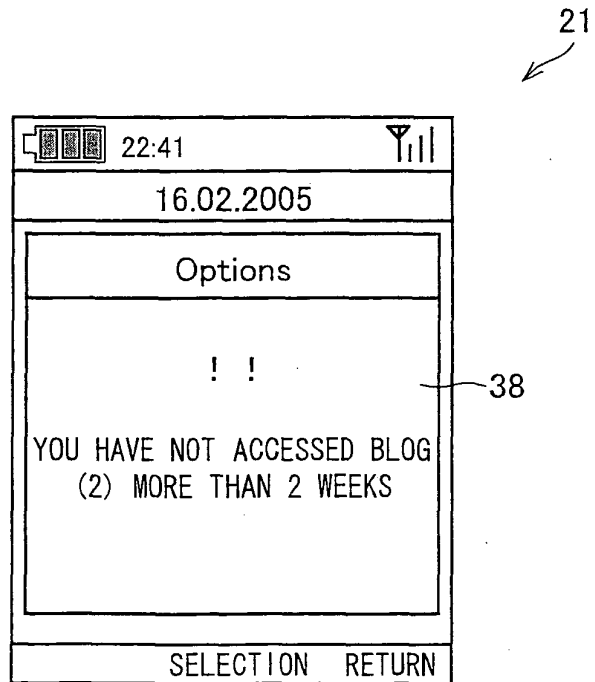 21
22:41
16.02.2005
Options
! !
38
YOU HAVE NOT ACCESSED BLOG
(2) MORE THAN 2 WEEKS
SELECTION RETURN